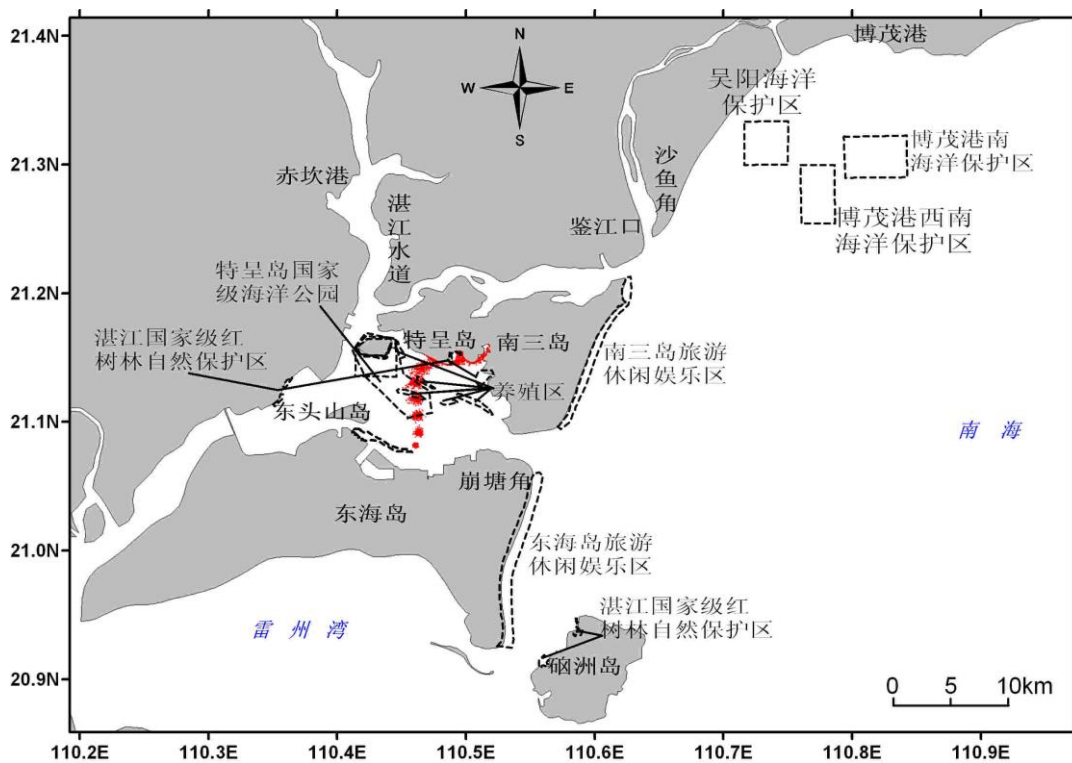 21.4N
21.3N
21.2N
21.1N
21.0N
20.9N
110.2E
110.3E
110.4E
110.5E
110.6E
110.7E
110.8E
110.9E
N
W
E
S
博茂港
吴阳海洋
保护区
博茂港南
海洋保护区
博茂港西南
海洋保护区
沙鱼角
鉴江口
赤坎港
湛江水道
特呈岛国家
级海洋公园
湛江国家级红
树林自然保护区
特呈岛
南三岛
南三岛旅游
休闲娱乐区
养殖区
东头山岛
南 海
崩塘角
东海岛
东海岛旅游
休闲娱乐区
湛江国家级红
树林自然保护区
雷 州 湾
硇洲岛
0 5 10km